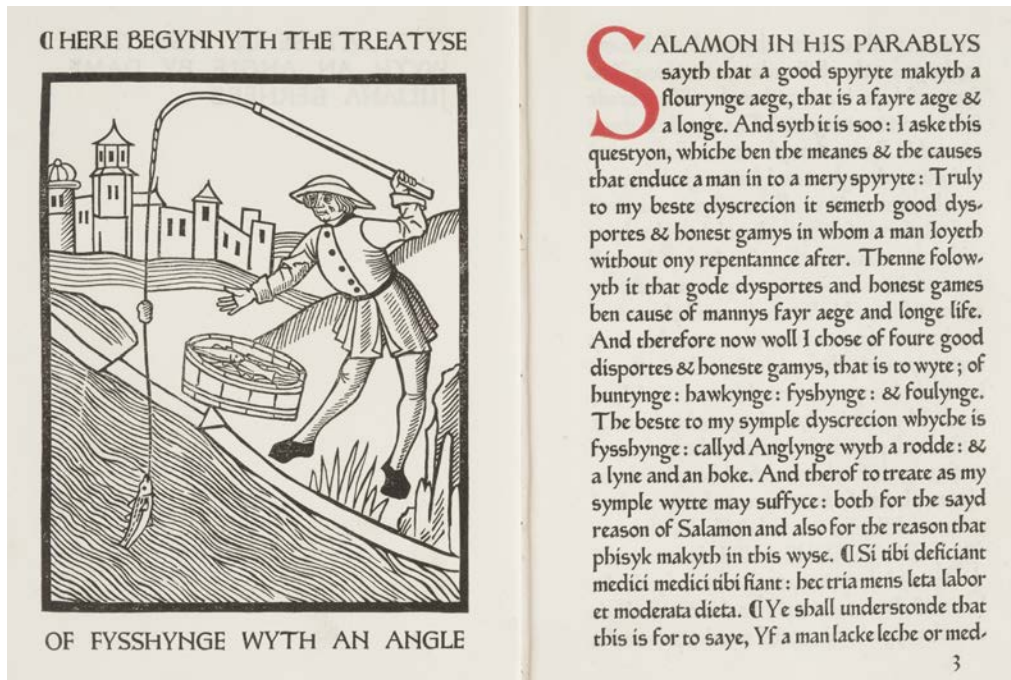 ⁋ HERE BEGYNNYTH THE TREATYSE
OF FYSSHYNGE WYTH AN ANGLE
SALAMON IN HIS PARABLYS
sayth that a good spyryte makyth a
flourynge aege, that is a fayre aege &
a longe. And syth it is soo: I aske this
questyon, whiche ben the meanes & the causes
that enduce a man in to a mery spyryte: Truly
to my beste dyscrecion it semeth good dys-
portes & honest gamys in whom a man Ioyeth
without ony repentannce after. Thenne folow-
yth it that gode dysportes and honest games
ben cause of mannys fayr aege and longe life.
And therefore now woll I chose of foure good
disportes & honeste gamys, that is to wyte; of
huntynge: hawkynge: fyshynge: & foulynge.
The beste to my symple dyscrecion whyche is
fysshynge: callyd Anglynge wyth a rodde: &
a lyne and an hoke. And therof to treate as my
symple wytte may suffyce: both for the sayd
reason of Salamon and also for the reason that
phisyk makyth in this wyse. ⁋ Si tibi deficiant
medici medici tibi fiant: hec tria mens leta labor
et moderata dieta. ⁋ Ye shall understonde that
this is for to saye, Yf a man lacke leche or med-
3